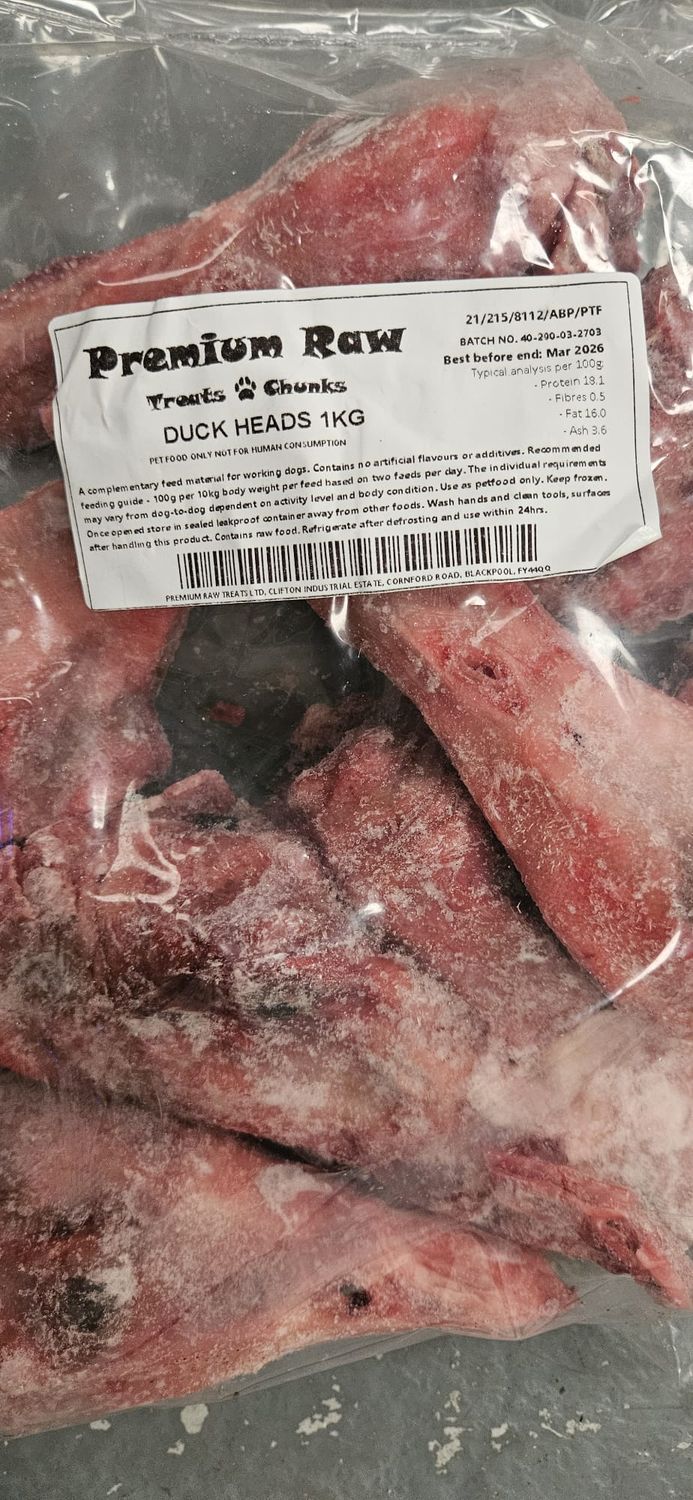 Premium Raw
Treats Chunks
DUCK HEADS 1KG
PET FOOD ONLY NOT FOR HUMAN CONSUMPTION
21/215/8112/ABP/PTF
BATCH NO. 40-290-03-2703
Best before end: Mar 2026
Typical analysis per 100g:
- Protein 18.1
- Fibres 0.5
- Fat 16.0
- Ash 3.6
A complementary feed material for working dogs. Contains no artificial flavours or additives. Recommended
feeding guide - 100g per 10kg body weight per feed based on two feeds per day. The individual requirements
may vary from dog-to-dog dependent on activity level and body condition. Use as petfood only. Keep frozen.
Once opened store in sealed leakproof container away from other foods. Wash hands and clean tools, surfaces
after handling this product. Contains raw food. Refrigerate after defrosting and use within 24hrs.
PREMIUM RAW TREATS LTD, CLIFTON INDUSTRIAL ESTATE, CORNFORD ROAD, BLACKPOOL, FY44QQ